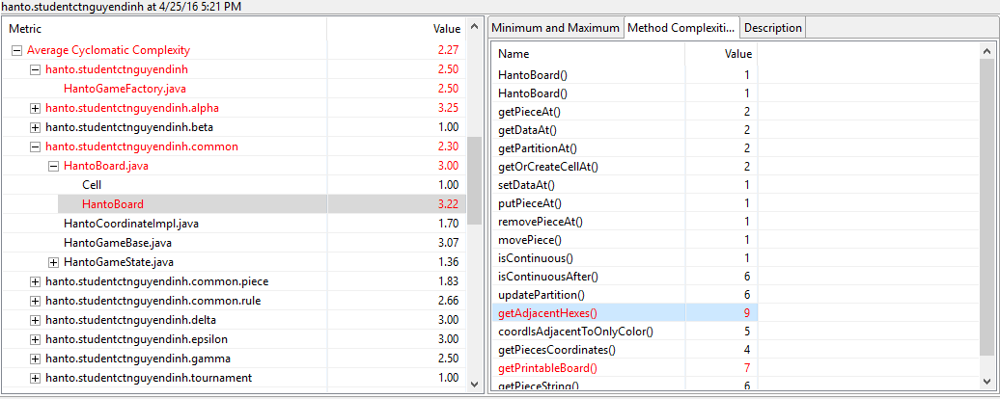 hanto.studentctnguyendinh at 4/25/16 5:21 PM
Metric Value
Average Cyclomatic Complexity 2.27
hanto.studentctnguyendinh 2.50
HantoGameFactory.java 2.50
hanto.studentctnguyendinh.alpha 3.25
hanto.studentctnguyendinh.beta 1.00
hanto.studentctnguyendinh.common 2.30
HantoBoard.java 3.00
Cell 1.00
HantoBoard 3.22
HantoCoordinateImpl.java 1.70
HantoGameBase.java 3.07
HantoGameState.java 1.36
hanto.studentctnguyendinh.common.piece 1.83
hanto.studentctnguyendinh.common.rule 2.66
hanto.studentctnguyendinh.delta 3.00
hanto.studentctnguyendinh.epsilon 3.00
hanto.studentctnguyendinh.gamma 2.50
hanto.studentctnguyendinh.tournament 1.00
Minimum and Maximum Method Complexiti... Description
Name Value
HantoBoard() 1
HantoBoard() 1
getPieceAt() 2
getDataAt() 2
getPartitionAt() 2
getOrCreateCellAt() 2
setDataAt() 1
putPieceAt() 1
removePieceAt() 1
movePiece() 1
isContinuous() 1
isContinuousAfter() 6
updatePartition() 6
getAdjacentHexes() 9
coordIsAdjacentToOnlyColor() 5
getPiecesCoordinates() 4
getPrintableBoard() 7
getPieceString() 6